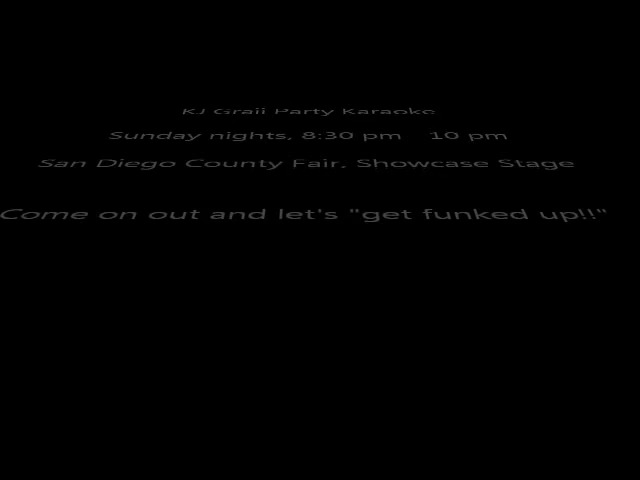 KJ Graii Party Karaoke
Sunday nights, 8:30 pm 10 pm
San Diego County Fair, Showcase Stage
Come on out and let's "get funked up!!"